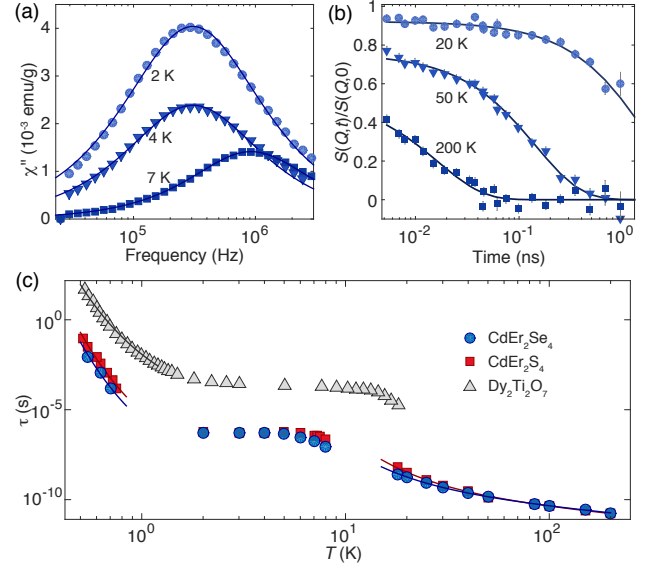 (a)
4
3
2
1
0
χ'' (10⁻³ emu/g)
2 K
4 K
7 K
10⁵
10⁶
Frequency (Hz)
(b)
1
0.8
0.6
0.4
0.2
0
S(Q,t)/S(Q,0)
20 K
50 K
200 K
10⁻²
10⁻¹
10⁰
Time (ns)
(c)
10⁰
10⁻⁵
10⁻¹⁰
τ (s)
CdEr₂Se₄
CdEr₂S₄
Dy₂Ti₂O₇
10⁰
10¹
10²
T (K)